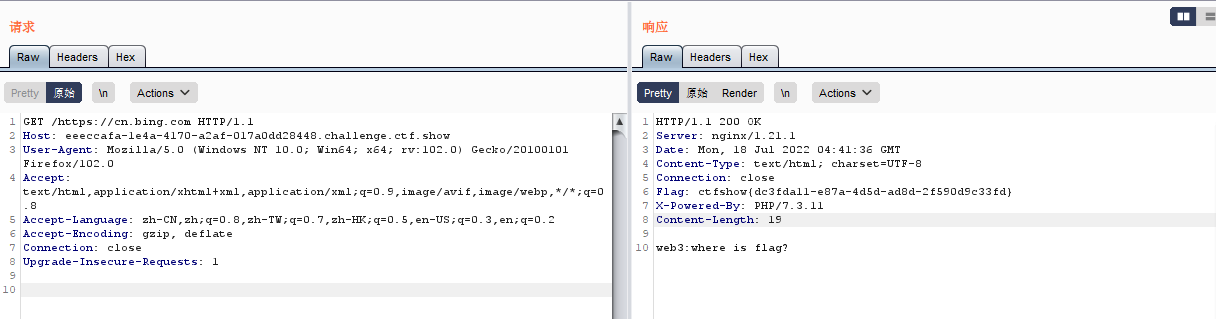 请求
Raw Headers Hex
Pretty 原始 \n Actions
1 GET /https://cn.bing.com HTTP/1.1
2 Host: eeeccafa-1e4a-4170-a2af-017a0dd28448.challenge.ctf.show
3 User-Agent: Mozilla/5.0 (Windows NT 10.0; Win64; x64; rv:102.0) Gecko/20100101
Firefox/102.0
4 Accept:
text/html,application/xhtml+xml,application/xml;q=0.9,image/avif,image/webp,*/*;q=0
.8
5 Accept-Language: zh-CN,zh;q=0.8,zh-TW;q=0.7,zh-HK;q=0.5,en-US;q=0.3,en;q=0.2
6 Accept-Encoding: gzip, deflate
7 Connection: close
8 Upgrade-Insecure-Requests: 1
9
10
响应
Raw Headers Hex
Pretty 原始 Render \n Actions
1 HTTP/1.1 200 OK
2 Server: nginx/1.21.1
3 Date: Mon, 18 Jul 2022 04:41:36 GMT
4 Content-Type: text/html; charset=UTF-8
5 Connection: close
6 Flag: ctfshow{dc3fda11-e87a-4d5d-ad8d-2f590d9c33fd}
7 X-Powered-By: PHP/7.3.11
8 Content-Length: 19
9
10 web3:where is flag?